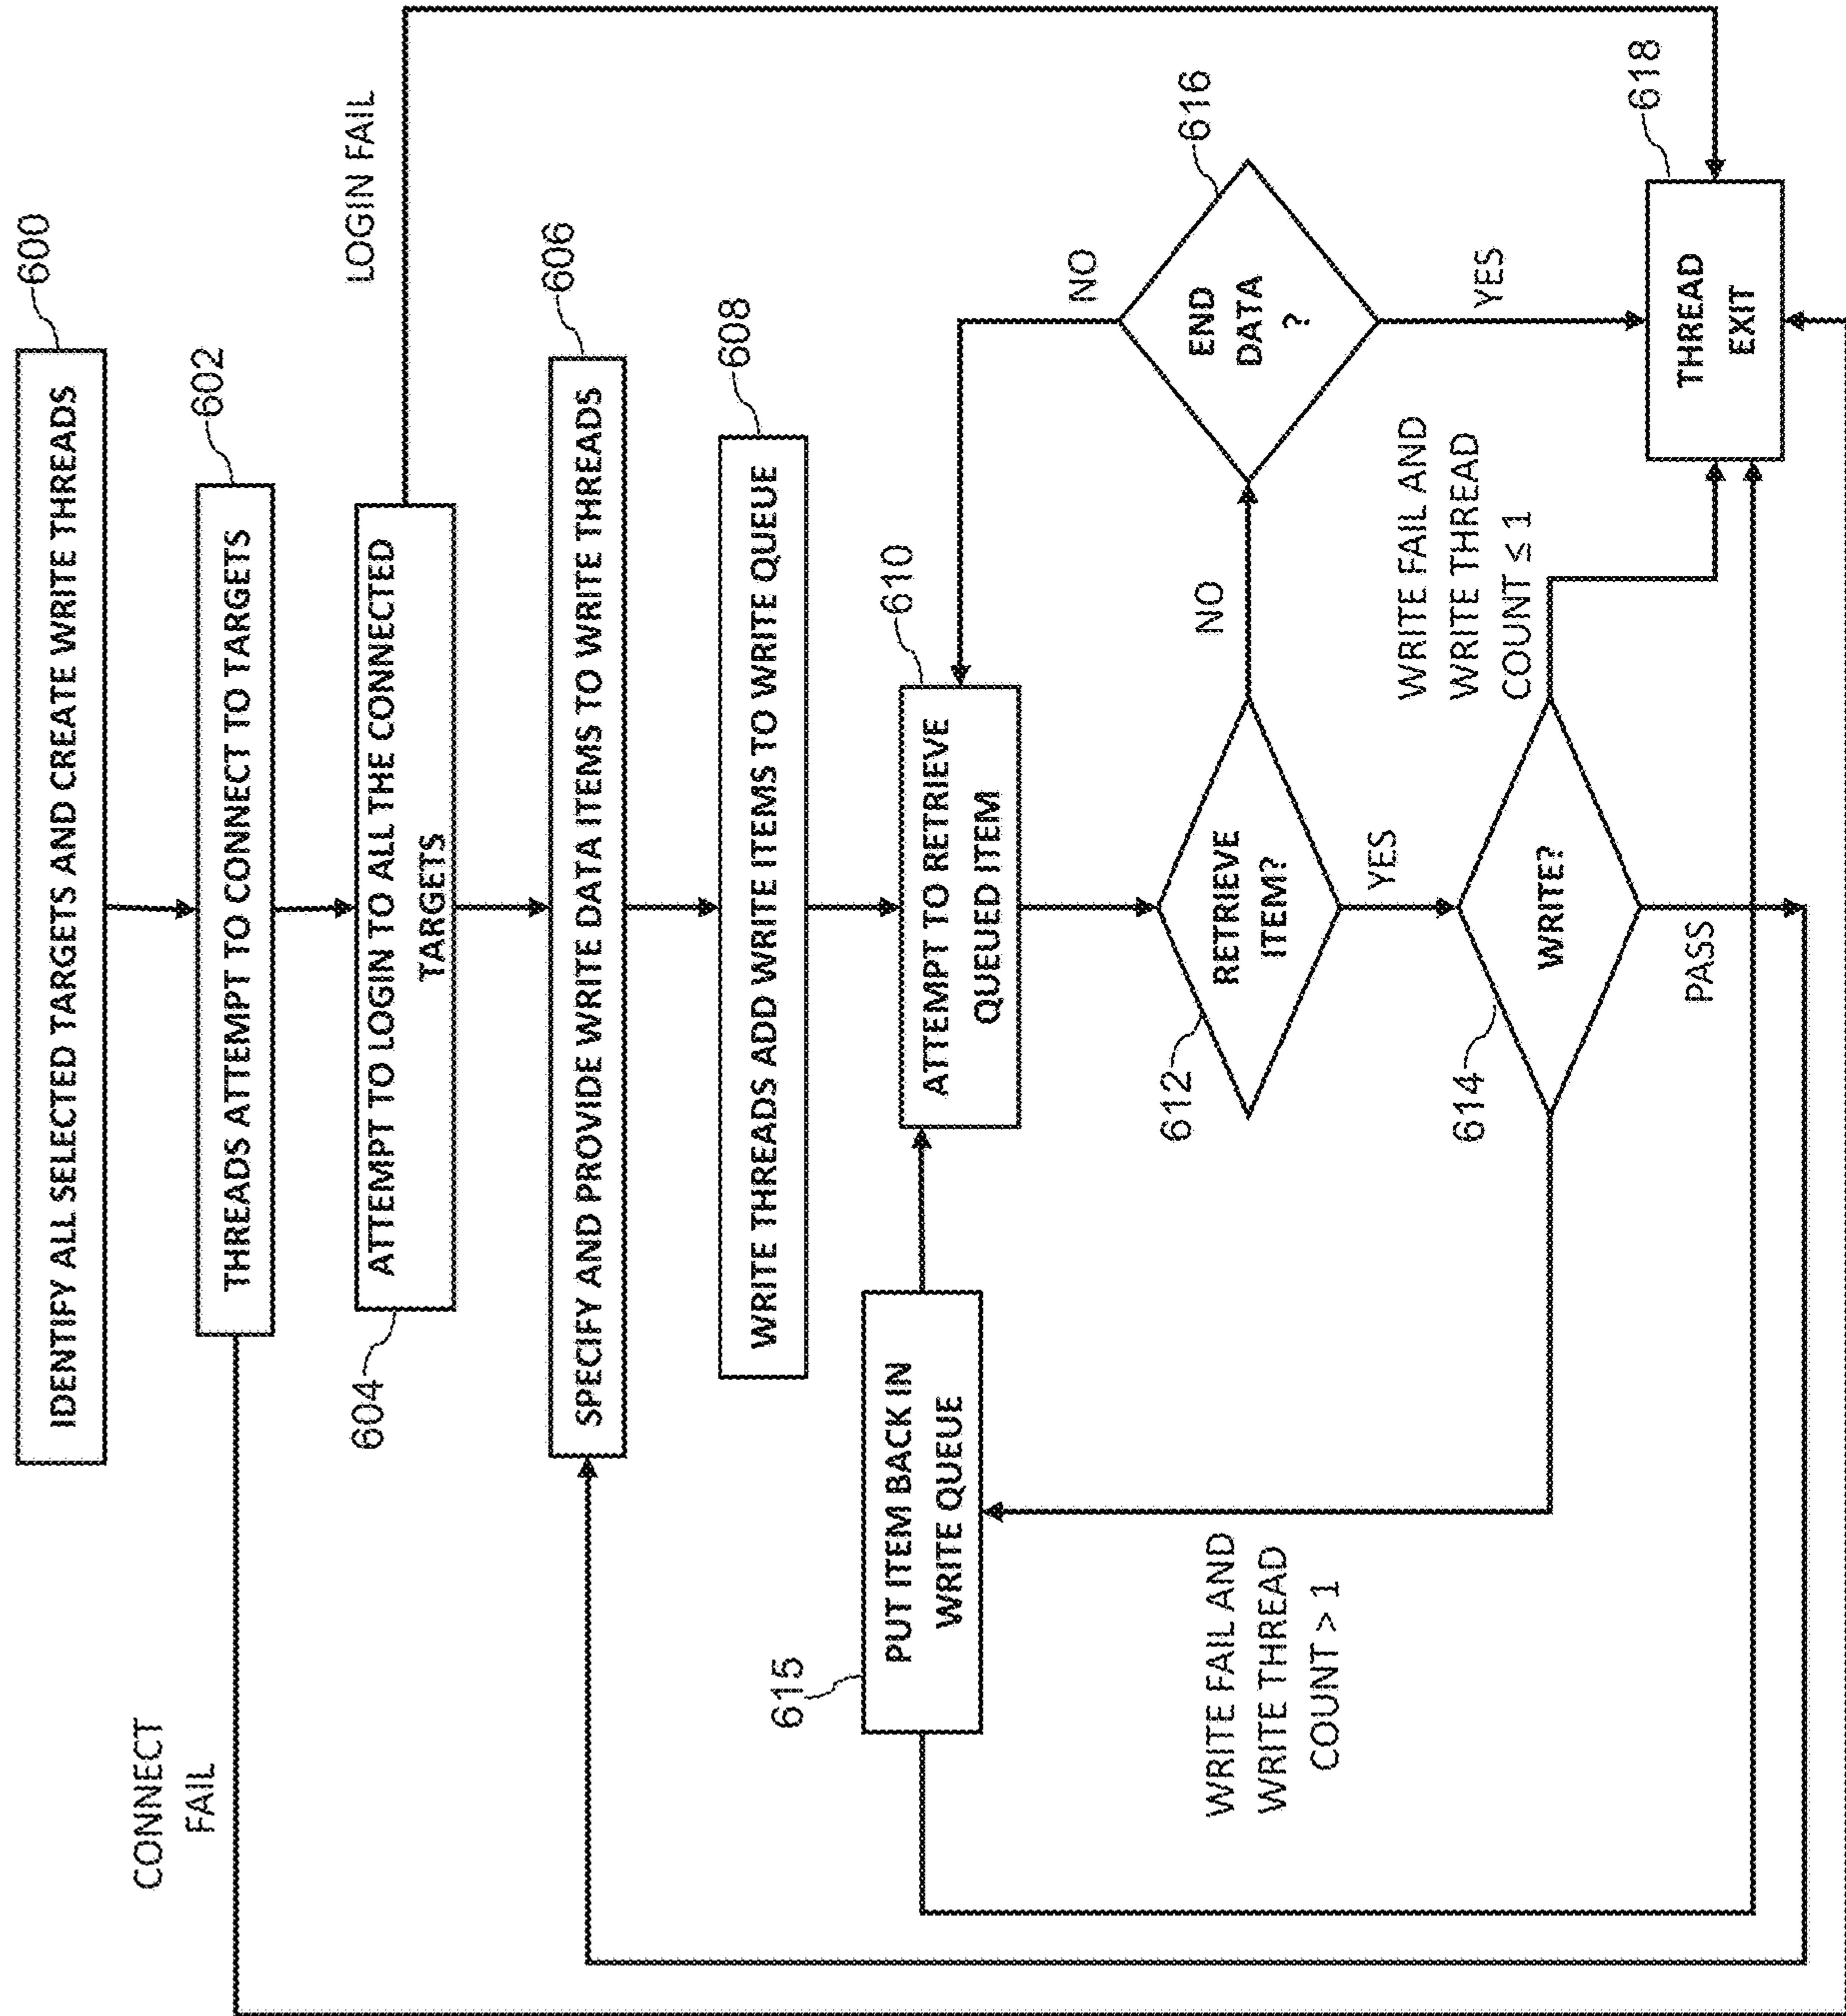 IDENTIFY ALL SELECTED TARGETS AND CREATE WRITE THREADS
600
CONNECT
FAIL
THREADS ATTEMPT TO CONNECT TO TARGETS
602
ATTEMPT TO LOGIN TO ALL THE CONNECTED
TARGETS
604
LOGIN FAIL
SPECIFY AND PROVIDE WRITE DATA ITEMS TO WRITE THREADS
606
WRITE THREADS ADD WRITE ITEMS TO WRITE QUEUE
608
615
PUT ITEM BACK IN
WRITE QUEUE
ATTEMPT TO RETRIEVE
QUEUED ITEM
610
612
RETRIEVE
ITEM?
NO
YES
END
DATA
?
616
NO
YES
WRITE FAIL AND
WRITE THREAD
COUNT > 1
614
WRITE?
PASS
WRITE FAIL AND
WRITE THREAD
COUNT ≤ 1
THREAD
EXIT
618